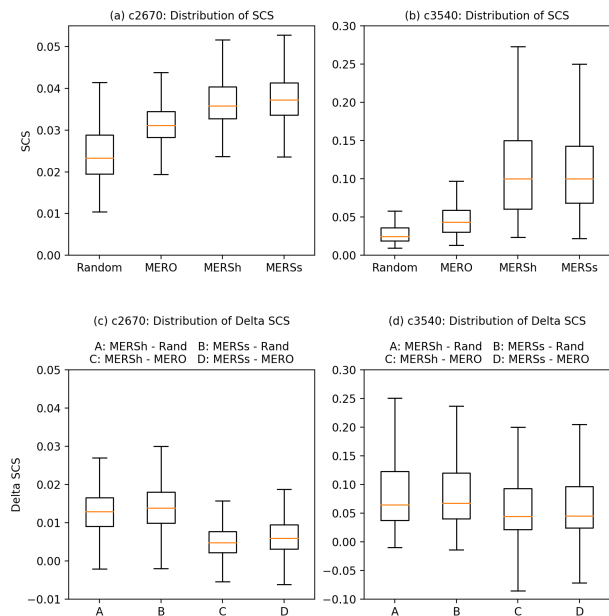 (a) c2670: Distribution of SCS
0.05
0.04
0.03
0.02
0.01
0.00
SCS
Random MERO MERSh MERSs
(b) c3540: Distribution of SCS
0.30
0.25
0.20
0.15
0.10
0.05
0.00
Random MERO MERSh MERSs
(c) c2670: Distribution of Delta SCS
A: MERSh - Rand B: MERSs - Rand
C: MERSh - MERO D: MERSs - MERO
0.05
0.04
0.03
0.02
0.01
0.00
−0.01
Delta SCS
A B C D
(d) c3540: Distribution of Delta SCS
A: MERSh - Rand B: MERSs - Rand
C: MERSh - MERO D: MERSs - MERO
0.30
0.25
0.20
0.15
0.10
0.05
0.00
−0.05
−0.10
A B C D